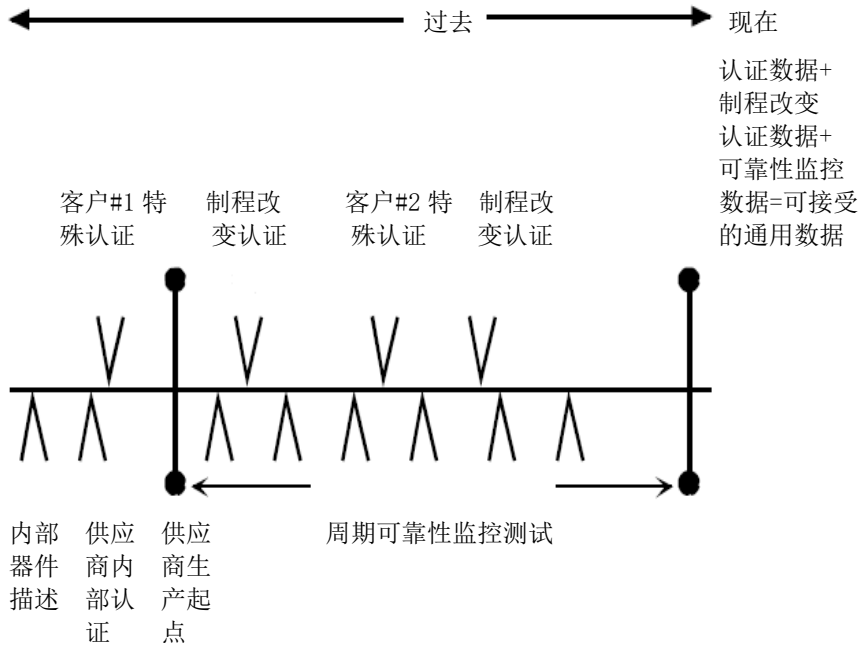 过去
现在
认证数据+
制程改变
认证数据+
可靠性监控
数据=可接受
的通用数据
客户#1 特
殊认证
制程改
变认证
客户#2 特
殊认证
制程改
变认证
内部
器件
描述
供应
商内
部认
证
供应
商生
产起
点
周期可靠性监控测试